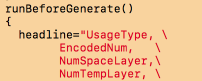 runBeforeGenerate()
{
headline="UsageType, \
EncodedNum, \
NumSpaceLayer, \
NumTempLayer, \